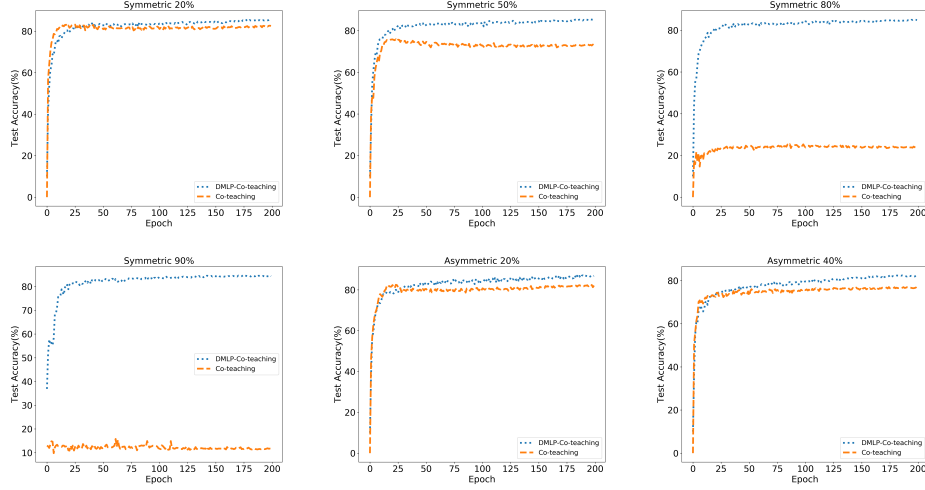 Symmetric 20%
Test Accuracy(%)
80
60
40
20
0
DMLP-Co-teaching
Co-teaching
0 25 50 75 100 125 150 175 200
Epoch
Symmetric 50%
Test Accuracy(%)
80
60
40
20
0
DMLP-Co-teaching
Co-teaching
0 25 50 75 100 125 150 175 200
Epoch
Symmetric 80%
Test Accuracy(%)
80
60
40
20
0
DMLP-Co-teaching
Co-teaching
0 25 50 75 100 125 150 175 200
Epoch
Symmetric 90%
Test Accuracy(%)
80
70
60
50
40
30
20
10
DMLP-Co-teaching
Co-teaching
0 25 50 75 100 125 150 175 200
Epoch
Asymmetric 20%
Test Accuracy(%)
80
60
40
20
0
DMLP-Co-teaching
Co-teaching
0 25 50 75 100 125 150 175 200
Epoch
Asymmetric 40%
Test Accuracy(%)
80
60
40
20
0
DMLP-Co-teaching
Co-teaching
0 25 50 75 100 125 150 175 200
Epoch